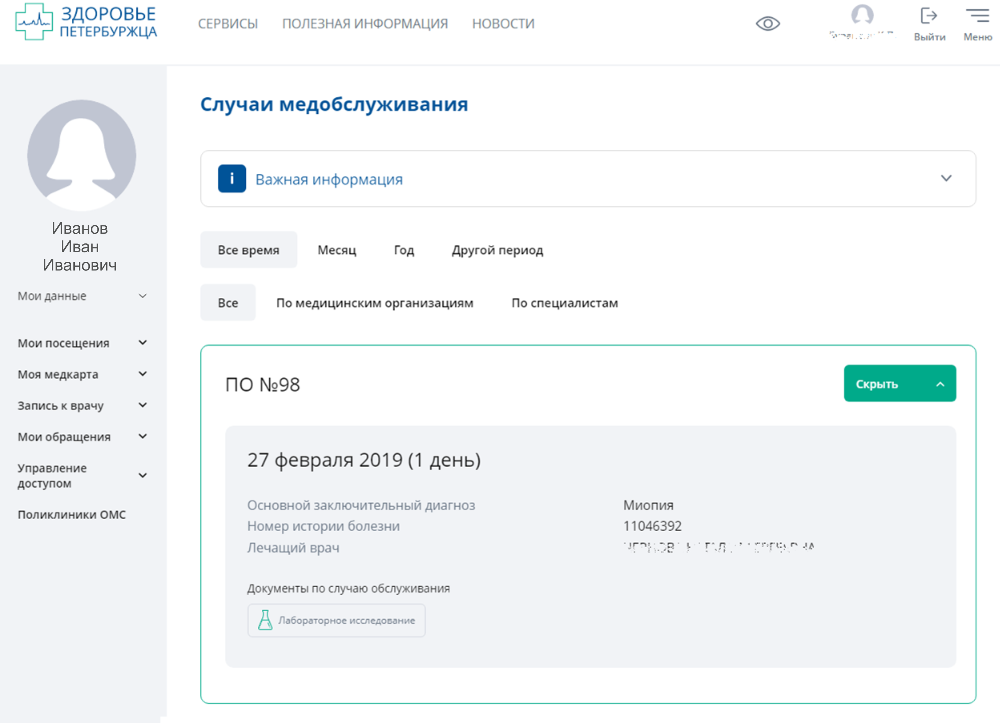 ЗДОРОВЬЕ
ПЕТЕРБУРЖЦА
СЕРВИСЫ ПОЛЕЗНАЯ ИНФОРМАЦИЯ НОВОСТИ
Выйти
Меню
Иванов
Иван
Иванович
Мои данные
Мои посещения
Моя медкарта
Запись к врачу
Мои обращения
Управление
доступом
Поликлиники ОМС
Случаи медобслуживания
i Важная информация
Все время Месяц Год Другой период
Все По медицинским организациям По специалистам
ПО №98
Скрыть
27 февраля 2019 (1 день)
Основной заключительный диагноз Миопия
Номер истории болезни 11046392
Лечащий врач
Документы по случаю обслуживания
Лабораторное исследование